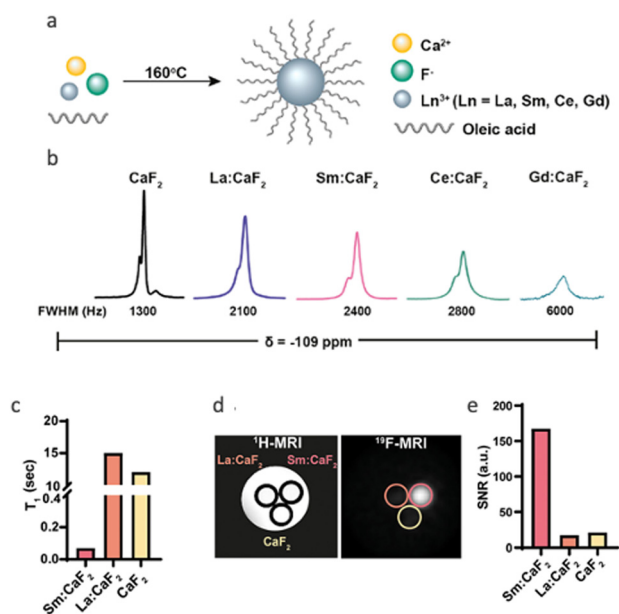 a
160°C
Ca²⁺
F⁻
Ln³⁺ (Ln = La, Sm, Ce, Gd)
Oleic acid
b
CaF₂ La:CaF₂ Sm:CaF₂ Ce:CaF₂ Gd:CaF₂
FWHM (Hz) 1300 2100 2400 2800 6000
δ = -109 ppm
c
T₁ (sec)
20
15
10
0.4
0.2
0.0
Sm:CaF₂ La:CaF₂ CaF₂
d
¹H-MRI ¹⁹F-MRI
La:CaF₂ Sm:CaF₂
CaF₂
e
SNR (a.u.)
200
150
100
50
0
Sm:CaF₂ La:CaF₂ CaF₂